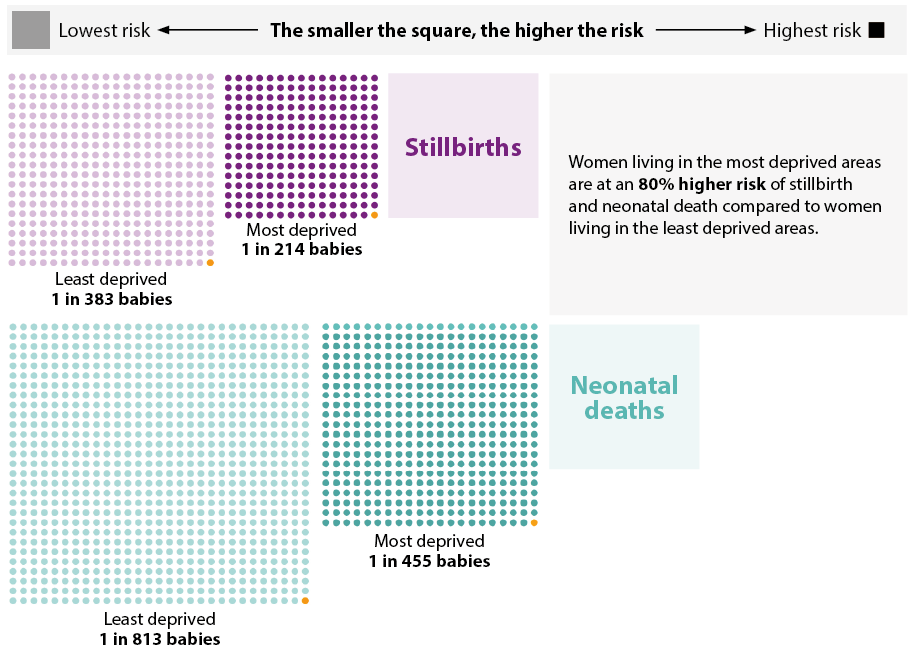 Lowest risk
The smaller the square, the higher the risk
Highest risk
Stillbirths
Women living in the most deprived areas
are at an 80% higher risk of stillbirth
and neonatal death compared to women
living in the least deprived areas.
Most deprived
1 in 214 babies
Least deprived
1 in 383 babies
Neonatal
deaths
Most deprived
1 in 455 babies
Least deprived
1 in 813 babies